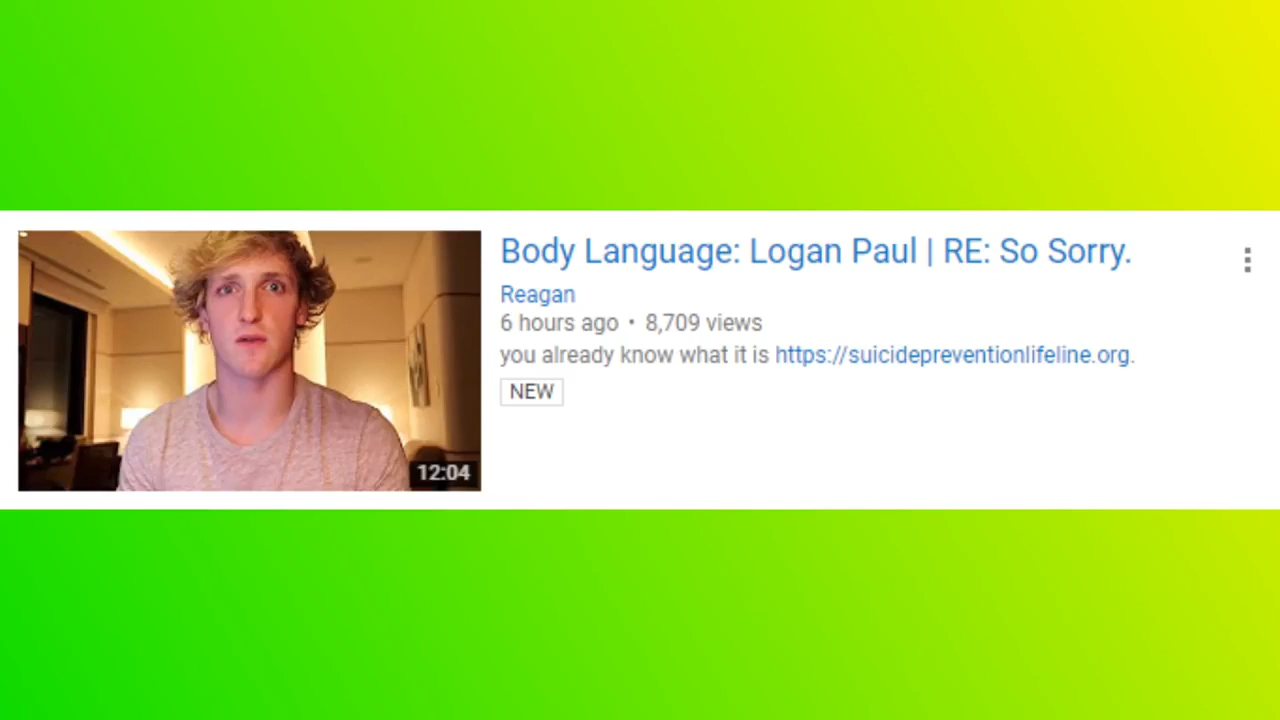 Body Language: Logan Paul | RE: So Sorry.
Reagan
6 hours ago • 8,709 views
you already know what it is https://suicidepreventionlifeline.org.
NEW
12:04